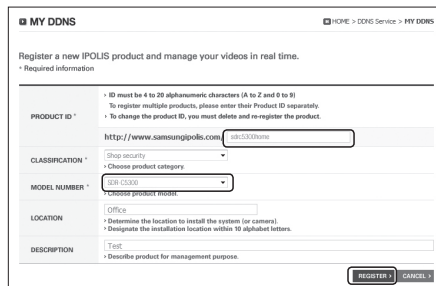 MY DDNS
HOME > DDNS Service > MY DDNS
Register a new IPOLIS product and manage your videos in real time.
* Required information
PRODUCT ID *
› ID must be 4 to 20 alphanumeric characters (A to Z and 0 to 9)
To register multiple products, please enter their Product ID separately.
› To change the product ID, you must delete and re-register the product.
http://www.samsungipolis.com/ sdrc5300home
CLASSIFICATION *
Shop security
› Choose product category.
MODEL NUMBER *
SDR-C5300
› Choose product model.
LOCATION
Office
› Determine the location to install the system (or camera).
› Designate the installation location within 10 alphabet letters.
DESCRIPTION
Test
› Describe product for management purpose.
REGISTER › CANCEL ›